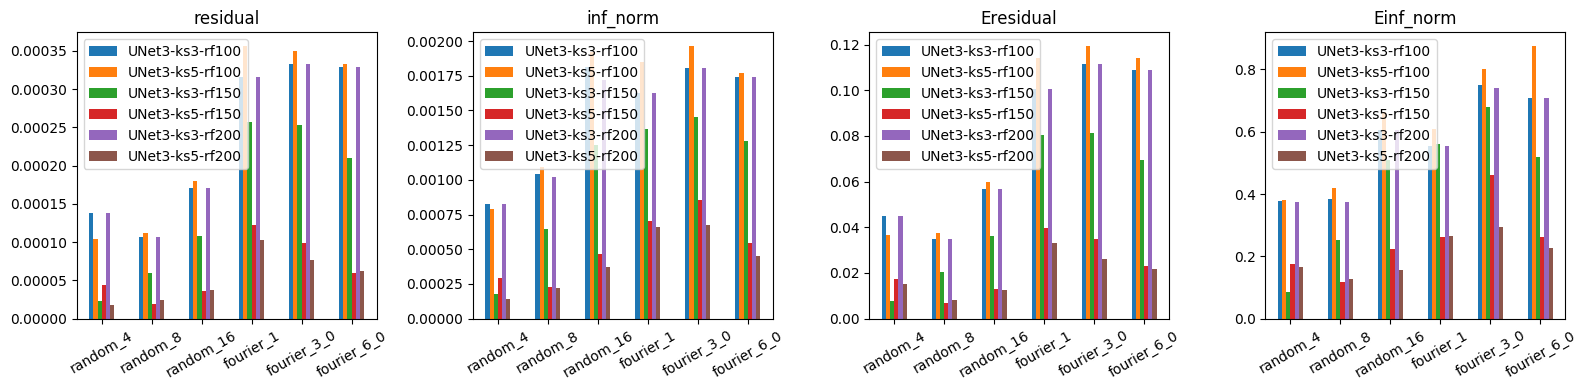 residual
0.00035
0.00030
0.00025
0.00020
0.00015
0.00010
0.00005
0.00000
UNet3-ks3-rf100
UNet3-ks5-rf100
UNet3-ks3-rf150
UNet3-ks5-rf150
UNet3-ks3-rf200
UNet3-ks5-rf200
random_4
random_8
random_16
fourier_1
fourier_3_0
fourier_6_0
inf_norm
0.00200
0.00175
0.00150
0.00125
0.00100
0.00075
0.00050
0.00025
0.00000
UNet3-ks3-rf100
UNet3-ks5-rf100
UNet3-ks3-rf150
UNet3-ks5-rf150
UNet3-ks3-rf200
UNet3-ks5-rf200
random_4
random_8
random_16
fourier_1
fourier_3_0
fourier_6_0
Eresidual
0.12
0.10
0.08
0.06
0.04
0.02
0.00
UNet3-ks3-rf100
UNet3-ks5-rf100
UNet3-ks3-rf150
UNet3-ks5-rf150
UNet3-ks3-rf200
UNet3-ks5-rf200
random_4
random_8
random_16
fourier_1
fourier_3_0
fourier_6_0
Einf_norm
0.8
0.6
0.4
0.2
0.0
UNet3-ks3-rf100
UNet3-ks5-rf100
UNet3-ks3-rf150
UNet3-ks5-rf150
UNet3-ks3-rf200
UNet3-ks5-rf200
random_4
random_8
random_16
fourier_1
fourier_3_0
fourier_6_0